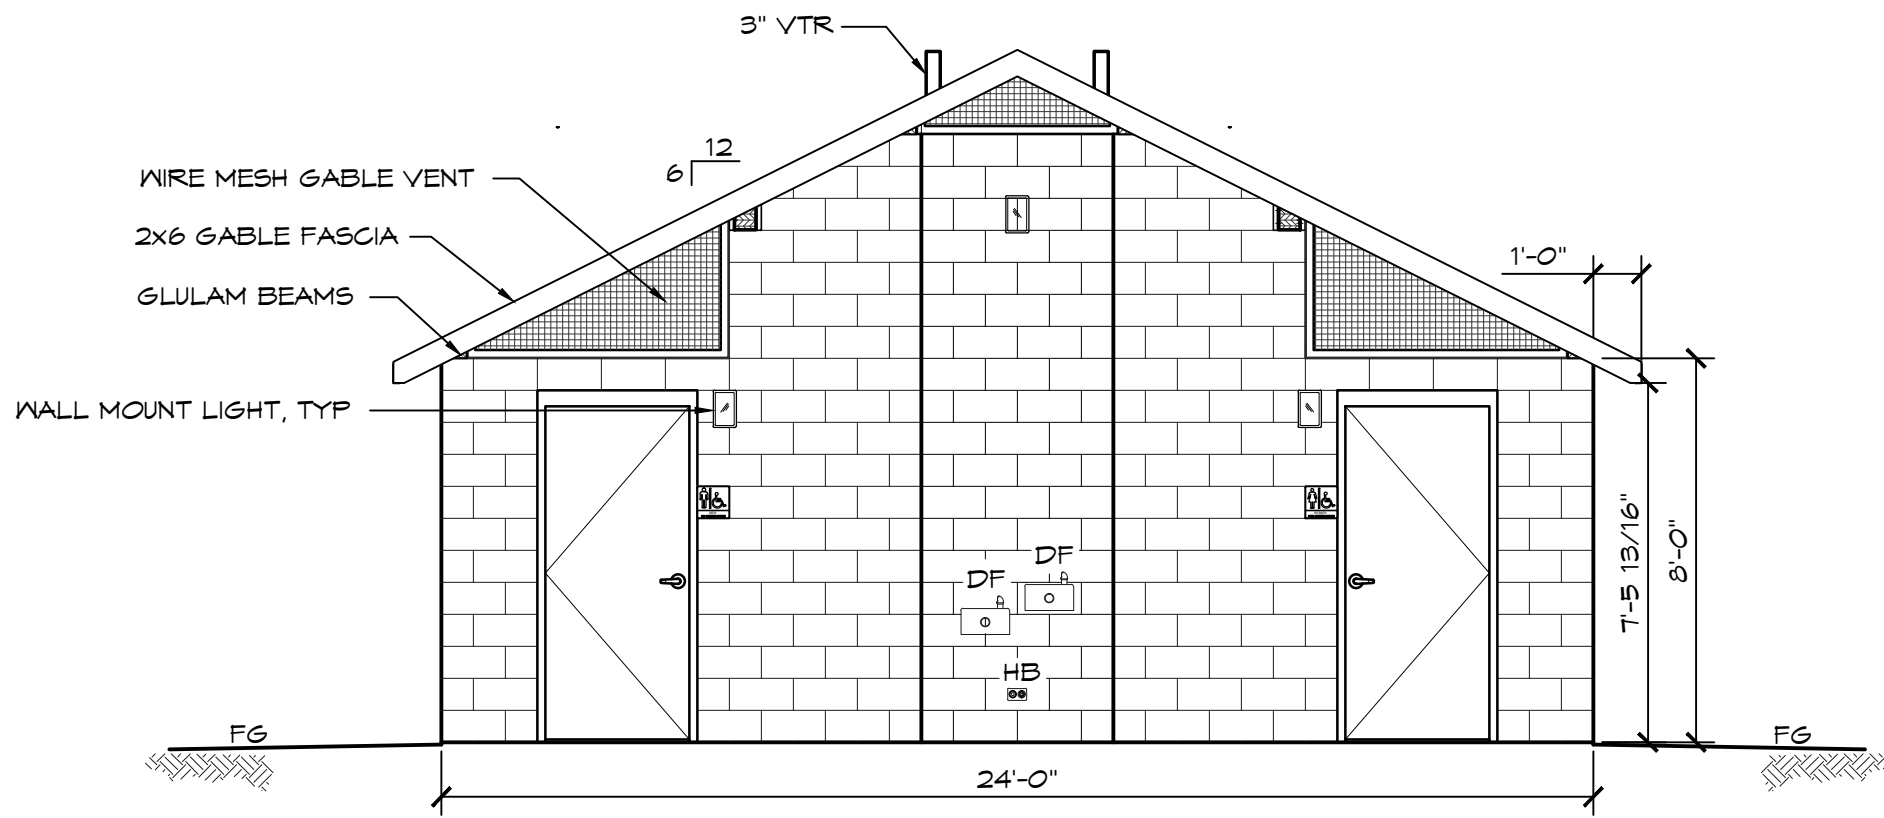 3" VTR
12
6
WIRE MESH GABLE VENT
2x6 GABLE FASCIA
GLULAM BEAMS
1'-0"
WALL MOUNT LIGHT, TYP
7'-5 13/16"
8'-0"
DF
DF
HB
FG
FG
24'-0"